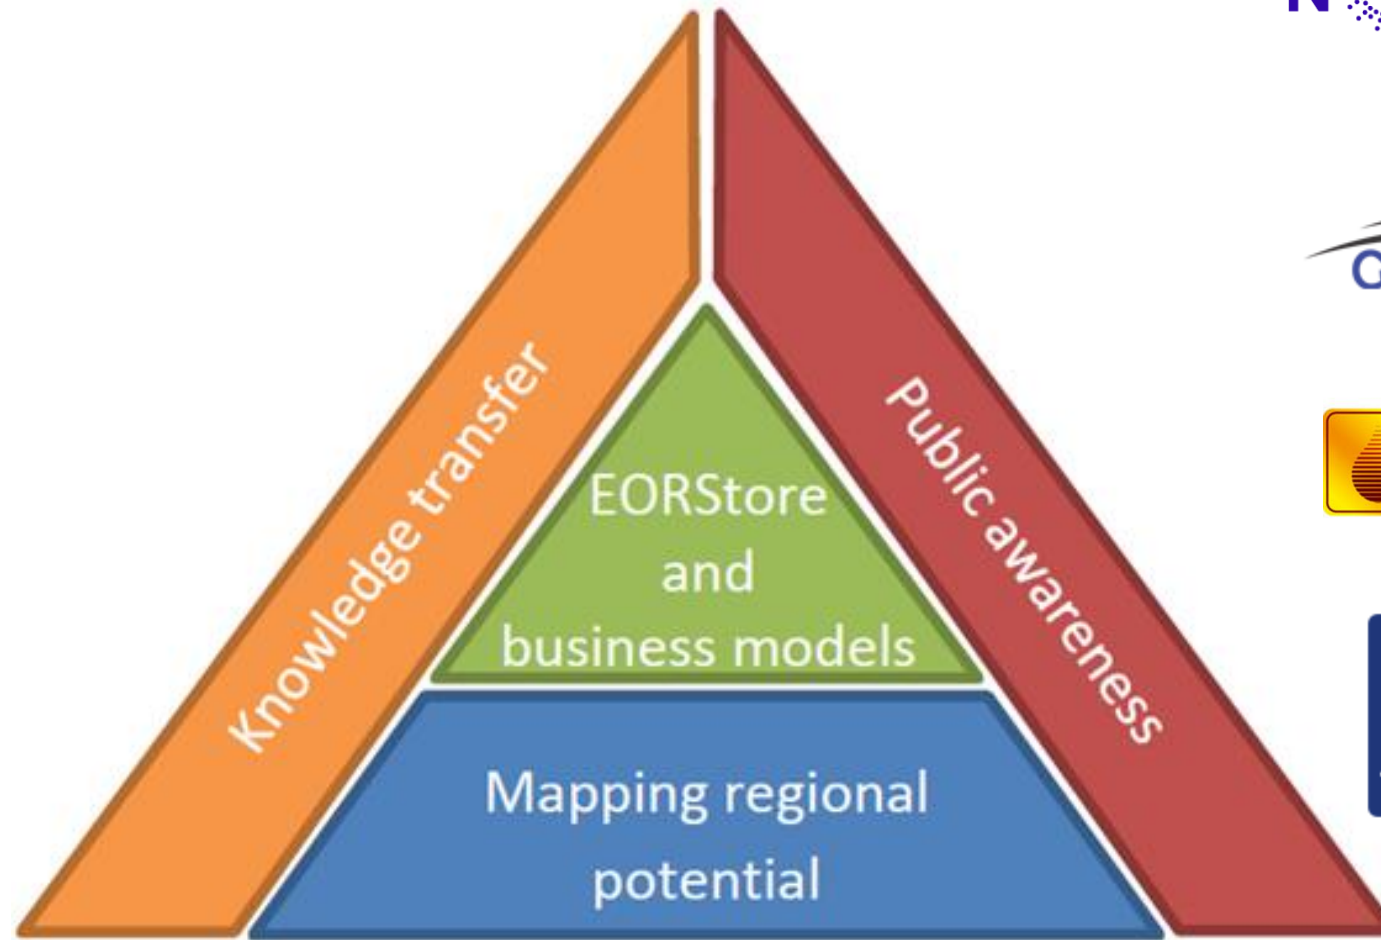 N
G
Knowledge transfer
Public awareness
EORStore
and
business models
Mapping regional
potential